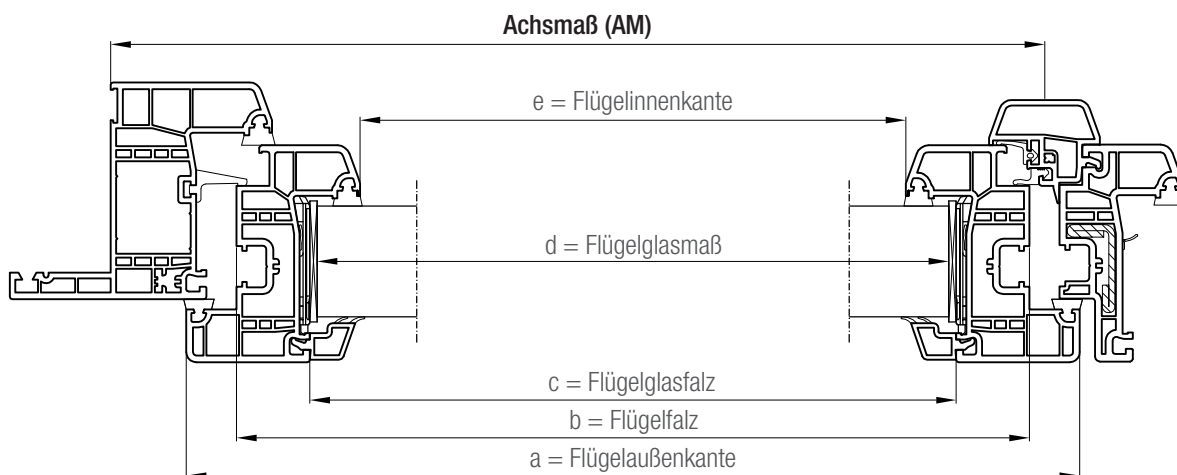 Achsmaß (AM)
e = Flügelinnenkante
d = Flügelglasmaß
c = Flügelglasfalz
b = Flügelfalz
a = Flügelaußenkante